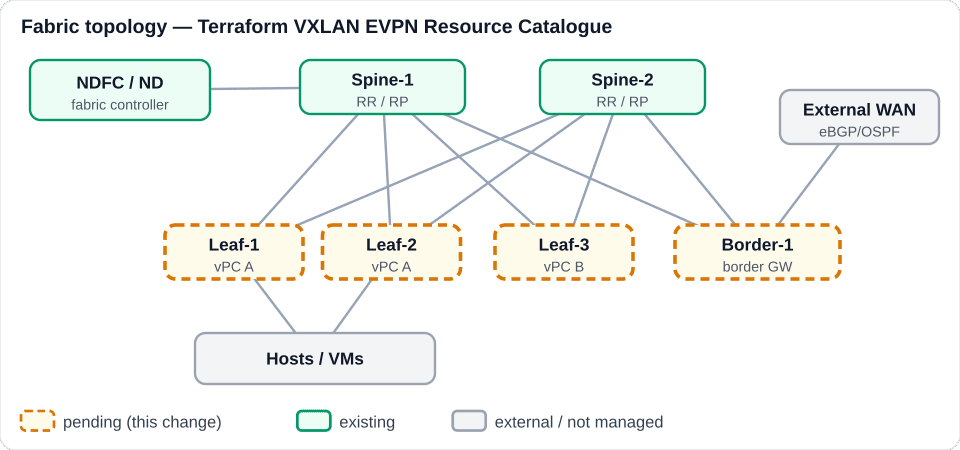 Fabric topology — Terraform VXLAN EVPN Resource Catalogue
NDFC / ND
fabric controller
Spine-1
RR / RP
Spine-2
RR / RP
External WAN
eBGP/OSPF
Leaf-1
vPC A
Leaf-2
vPC A
Leaf-3
vPC B
Border-1
border GW
Hosts / VMs
pending (this change)
existing
external / not managed